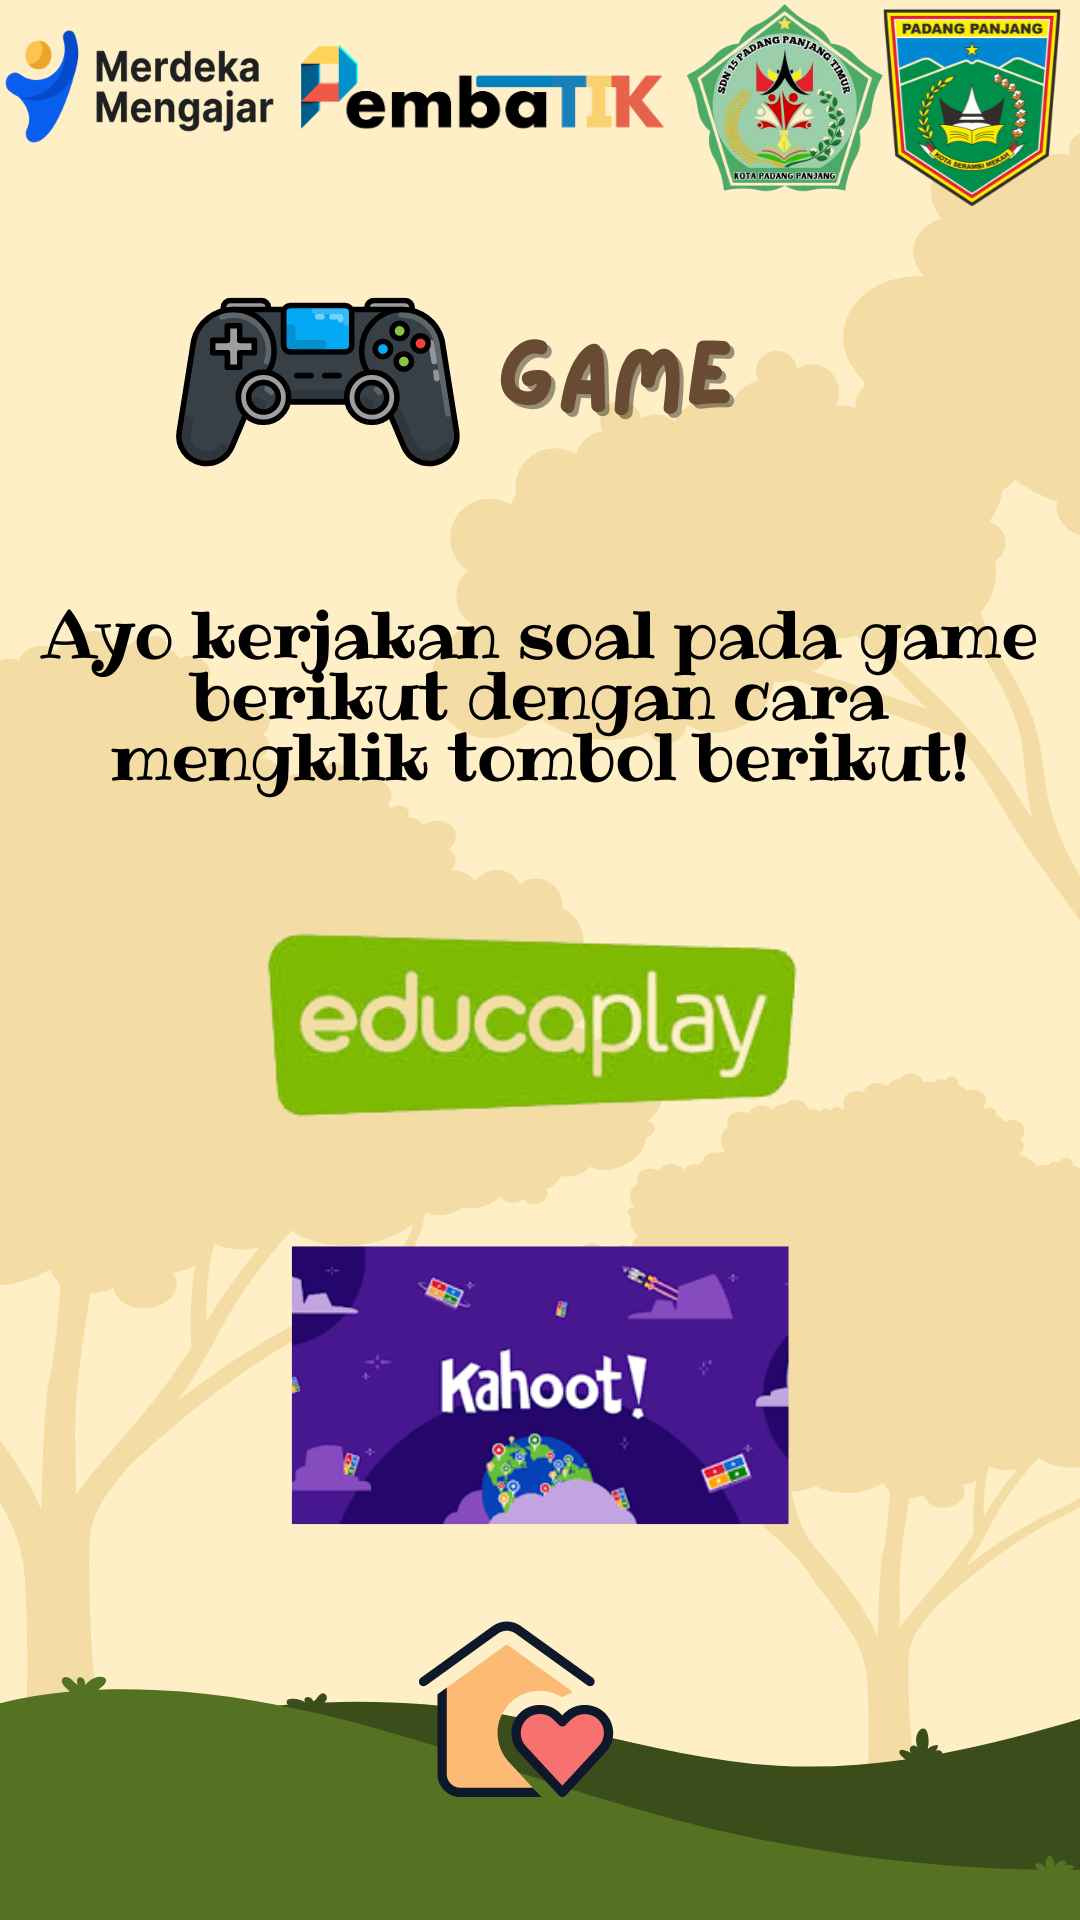 Merdeka
Mengajar
PembaTIK
SDN 15 PADANG PANJANG TIMUR
KOTA PADANG PANJANG
PADANG PANJANG
KOTA SERAMBI MEKAH
GAME
Ayo kerjakan soal pada game
berikut dengan cara
mengklik tombol berikut!
educaplay
Kahoot!